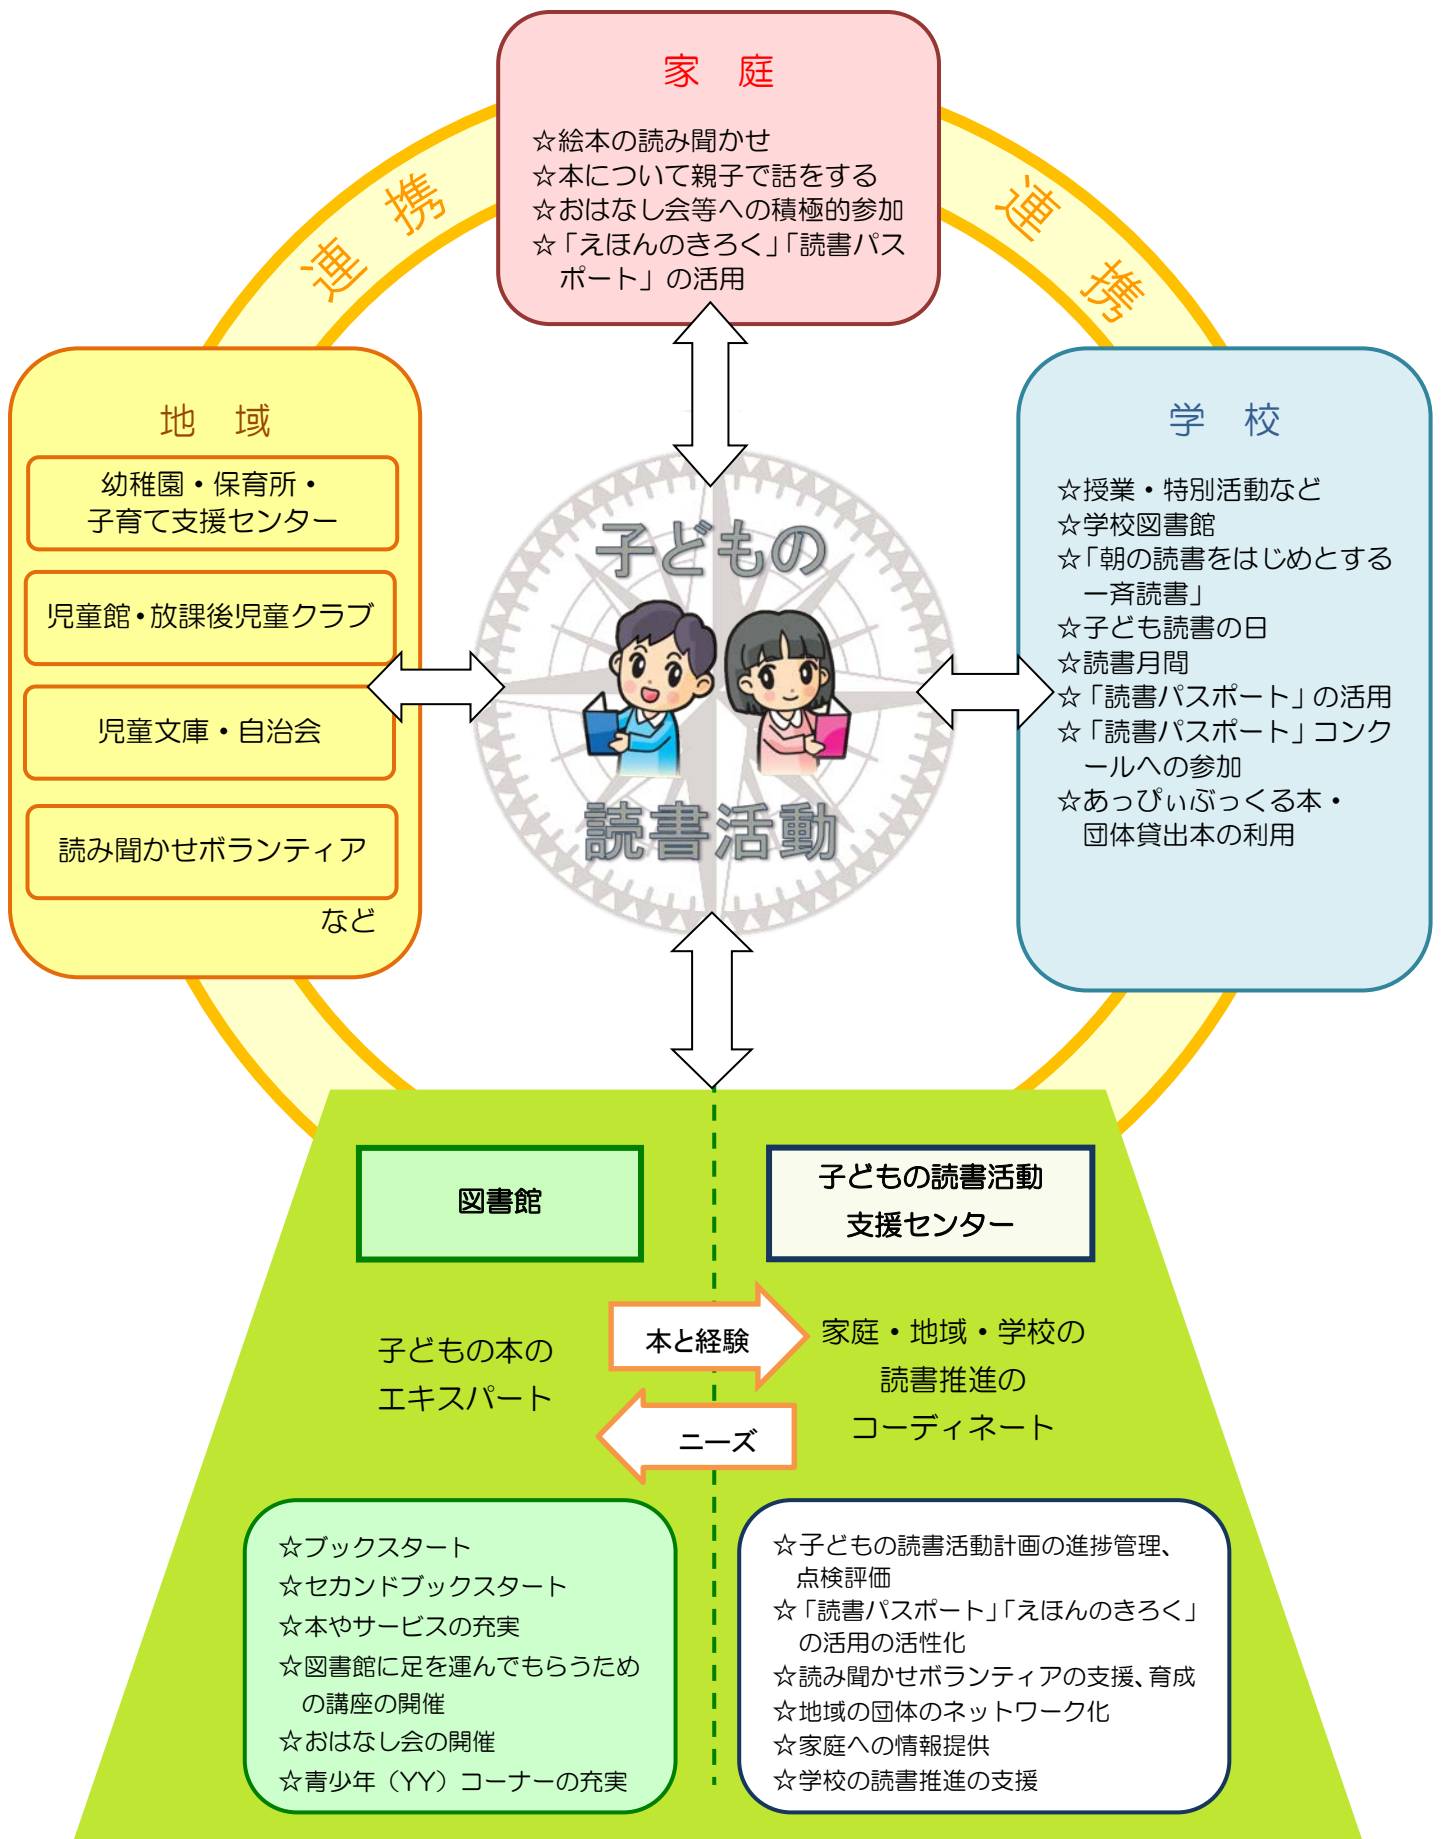 家　庭
☆絵本の読み聞かせ
☆本について親子で話をする
☆おはなし会等への積極的参加
☆「えほんのきろく」「読書パス
ポート」の活用
連携
連携
地　域
幼稚園・保育所・
子育て支援センター
児童館・放課後児童クラブ
児童文庫・自治会
読み聞かせボランティア
など
子どもの
読書活動
学　校
☆授業・特別活動など
☆学校図書館
☆「朝の読書をはじめとする
一斉読書」
☆子ども読書の日
☆読書月間
☆「読書パスポート」の活用
☆「読書パスポート」コンク
ールへの参加
☆あっぴぃぶっくる本・
団体貸出本の利用
図書館
子どもの読書活動
支援センター
子どもの本の
エキスパート
本と経験
ニーズ
家庭・地域・学校の
読書推進の
コーディネート
☆ブックスタート
☆セカンドブックスタート
☆本やサービスの充実
☆図書館に足を運んでもらうため
の講座の開催
☆おはなし会の開催
☆青少年（YY）コーナーの充実
☆子どもの読書活動計画の進捗管理、
点検評価
☆「読書パスポート」「えほんのきろく」
の活用の活性化
☆読み聞かせボランティアの支援、育成
☆地域の団体のネットワーク化
☆家庭への情報提供
☆学校の読書推進の支援